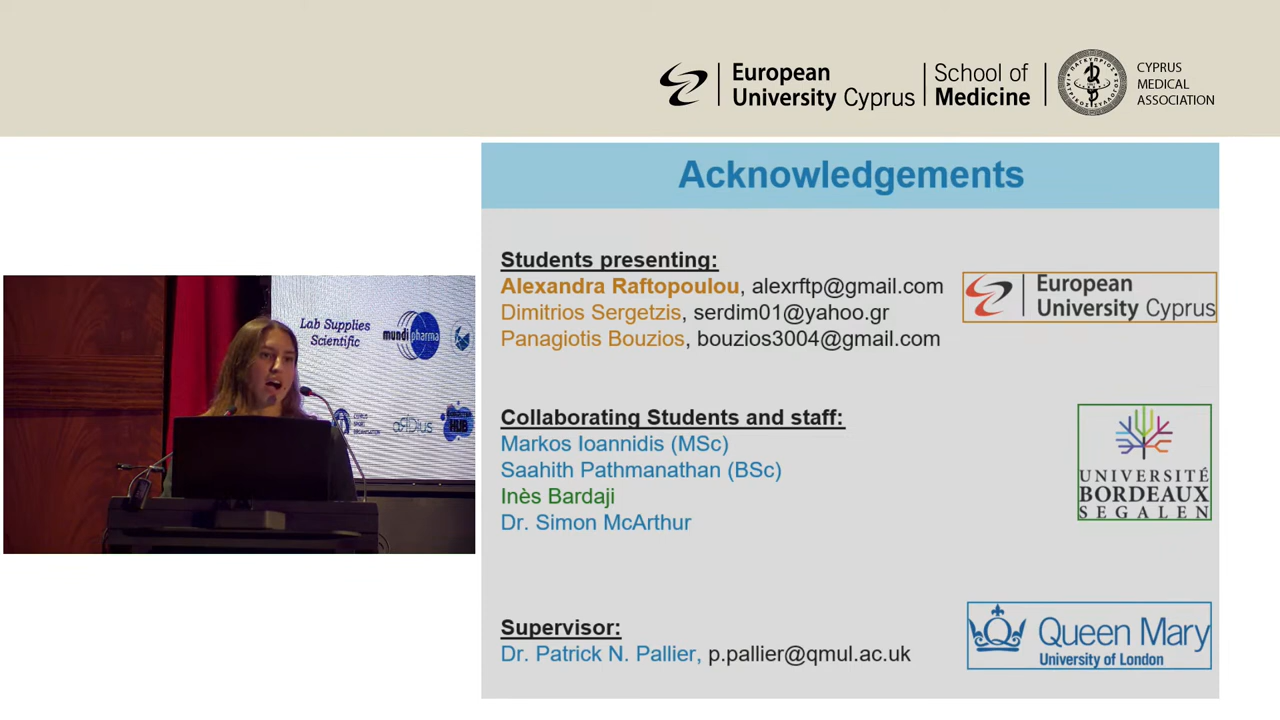 European
University Cyprus
School of
Medicine
CYPRUS
MEDICAL
ASSOCIATION
Acknowledgements
Students presenting:
Alexandra Raftopoulou, alexrftp@gmail.com
Dimitrios Sergetzis, serdim01@yahoo.gr
Panagiotis Bouzios, bouzios3004@gmail.com
European
University Cyprus
Collaborating Students and staff:
Markos Ioannidis (MSc)
Saahith Pathmanathan (BSc)
Inès Bardaji
Dr. Simon McArthur
UNIVERSITÉ
BORDEAUX
SEGALEN
Supervisor:
Dr. Patrick N. Pallier, p.pallier@qmul.ac.uk
Queen Mary
University of London
Lab Supplies
Scientific
mundipharma
HUB